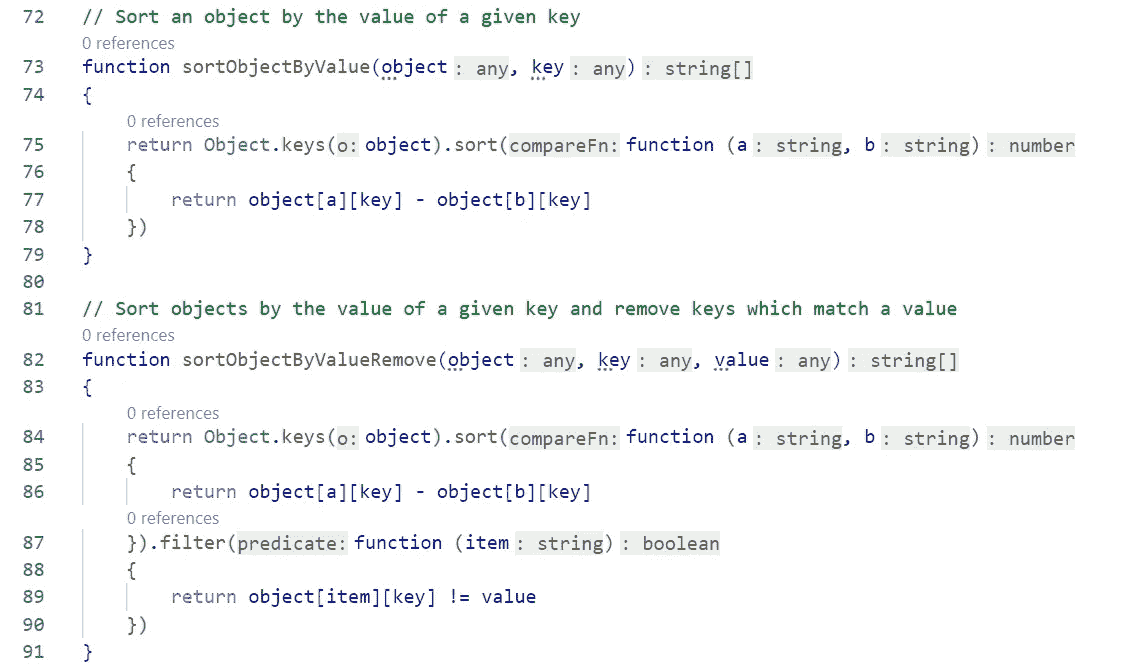 72 // Sort an object by the value of a given key
0 references
73 function sortObjectByValue(object : any, key : any) : string[]
74 {
0 references
75 return Object.keys(o: object).sort(compareFn: function (a : string, b : string) : number
76 {
77 return object[a][key] - object[b][key]
78 })
79 }
80
81 // Sort objects by the value of a given key and remove keys which match a value
0 references
82 function sortObjectByValueRemove(object : any, key : any, value : any) : string[]
83 {
0 references
84 return Object.keys(o: object).sort(compareFn: function (a : string, b : string) : number
85 {
86 return object[a][key] - object[b][key]
0 references
87 }).filter(predicate: function (item : string) : boolean
88 {
89 return object[item][key] != value
90 })
91 }